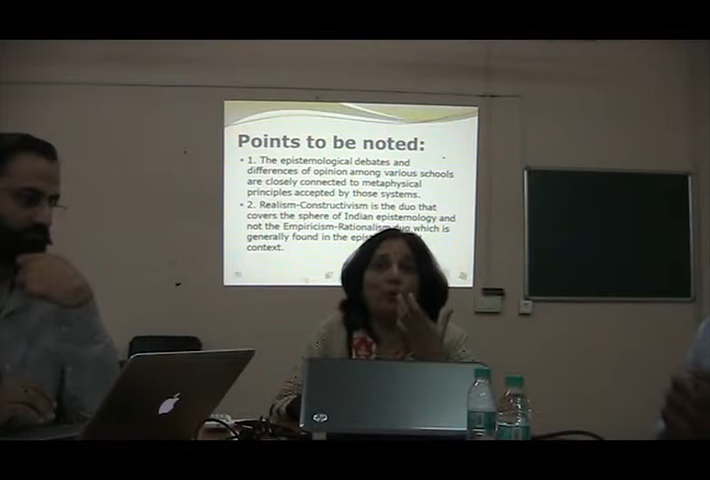 Points to be noted:
1. The epistemological debates and
differences of opinion among various schools
are closely connected to metaphysical
principles accepted by those systems.
2. Realism-Constructivism is the duo that
covers the sphere of Indian epistemology and
not the Empiricism-Rationalism duo which is
generally found in the
context.
hp